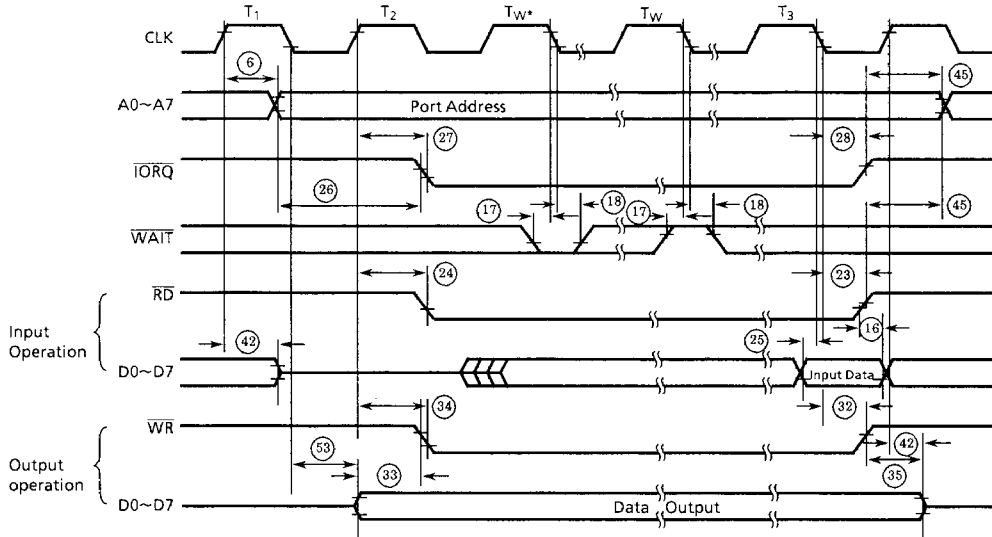 T1 T2 TW* TW T3
CLK
6 45
A0~A7 Port Address
27 28
IORQ
26 45
17 18 17 18
WAIT
24 23
RD
Input Operation 16
42 25
D0~D7 Input Data
34 32
WR
42
Output operation 53 33 35
D0~D7 Data Output